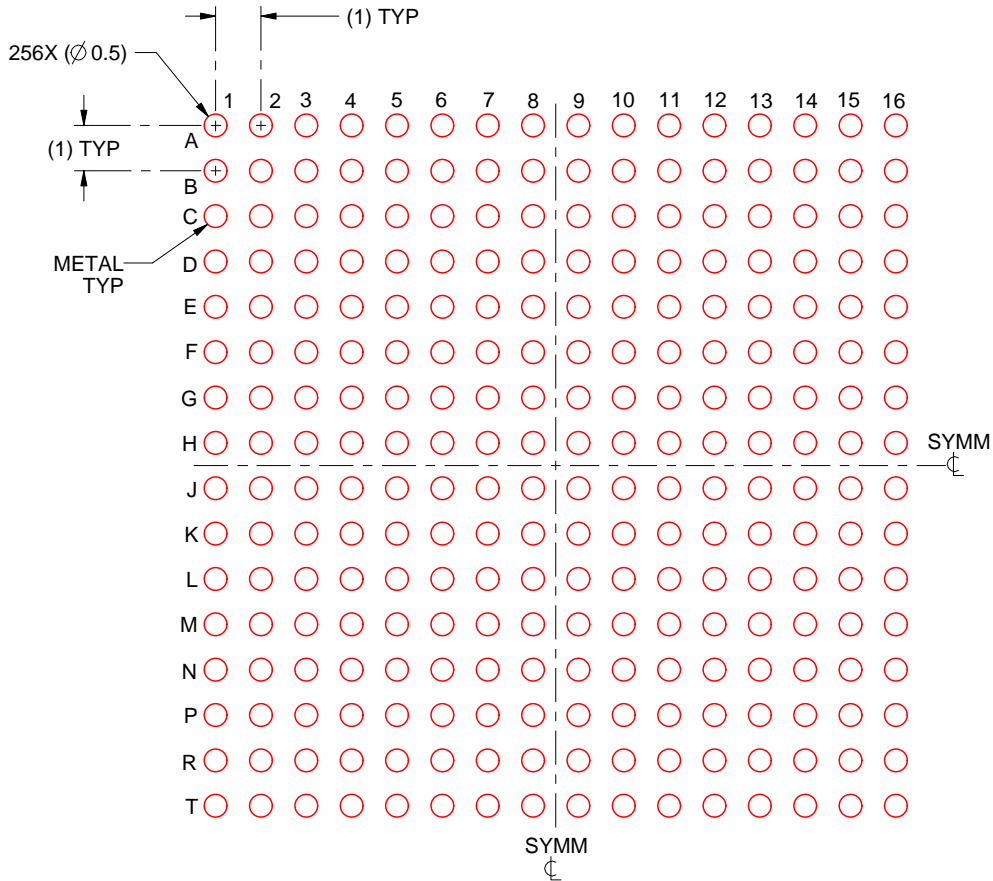 (1) TYP
256X (∅ 0.5)
1 2 3 4 5 6 7 8 9 10 11 12 13 14 15 16
A
(1) TYP
B
C
METAL
TYP
D
E
F
G
H
SYMM
℄
J
K
L
M
N
P
R
T
SYMM
℄